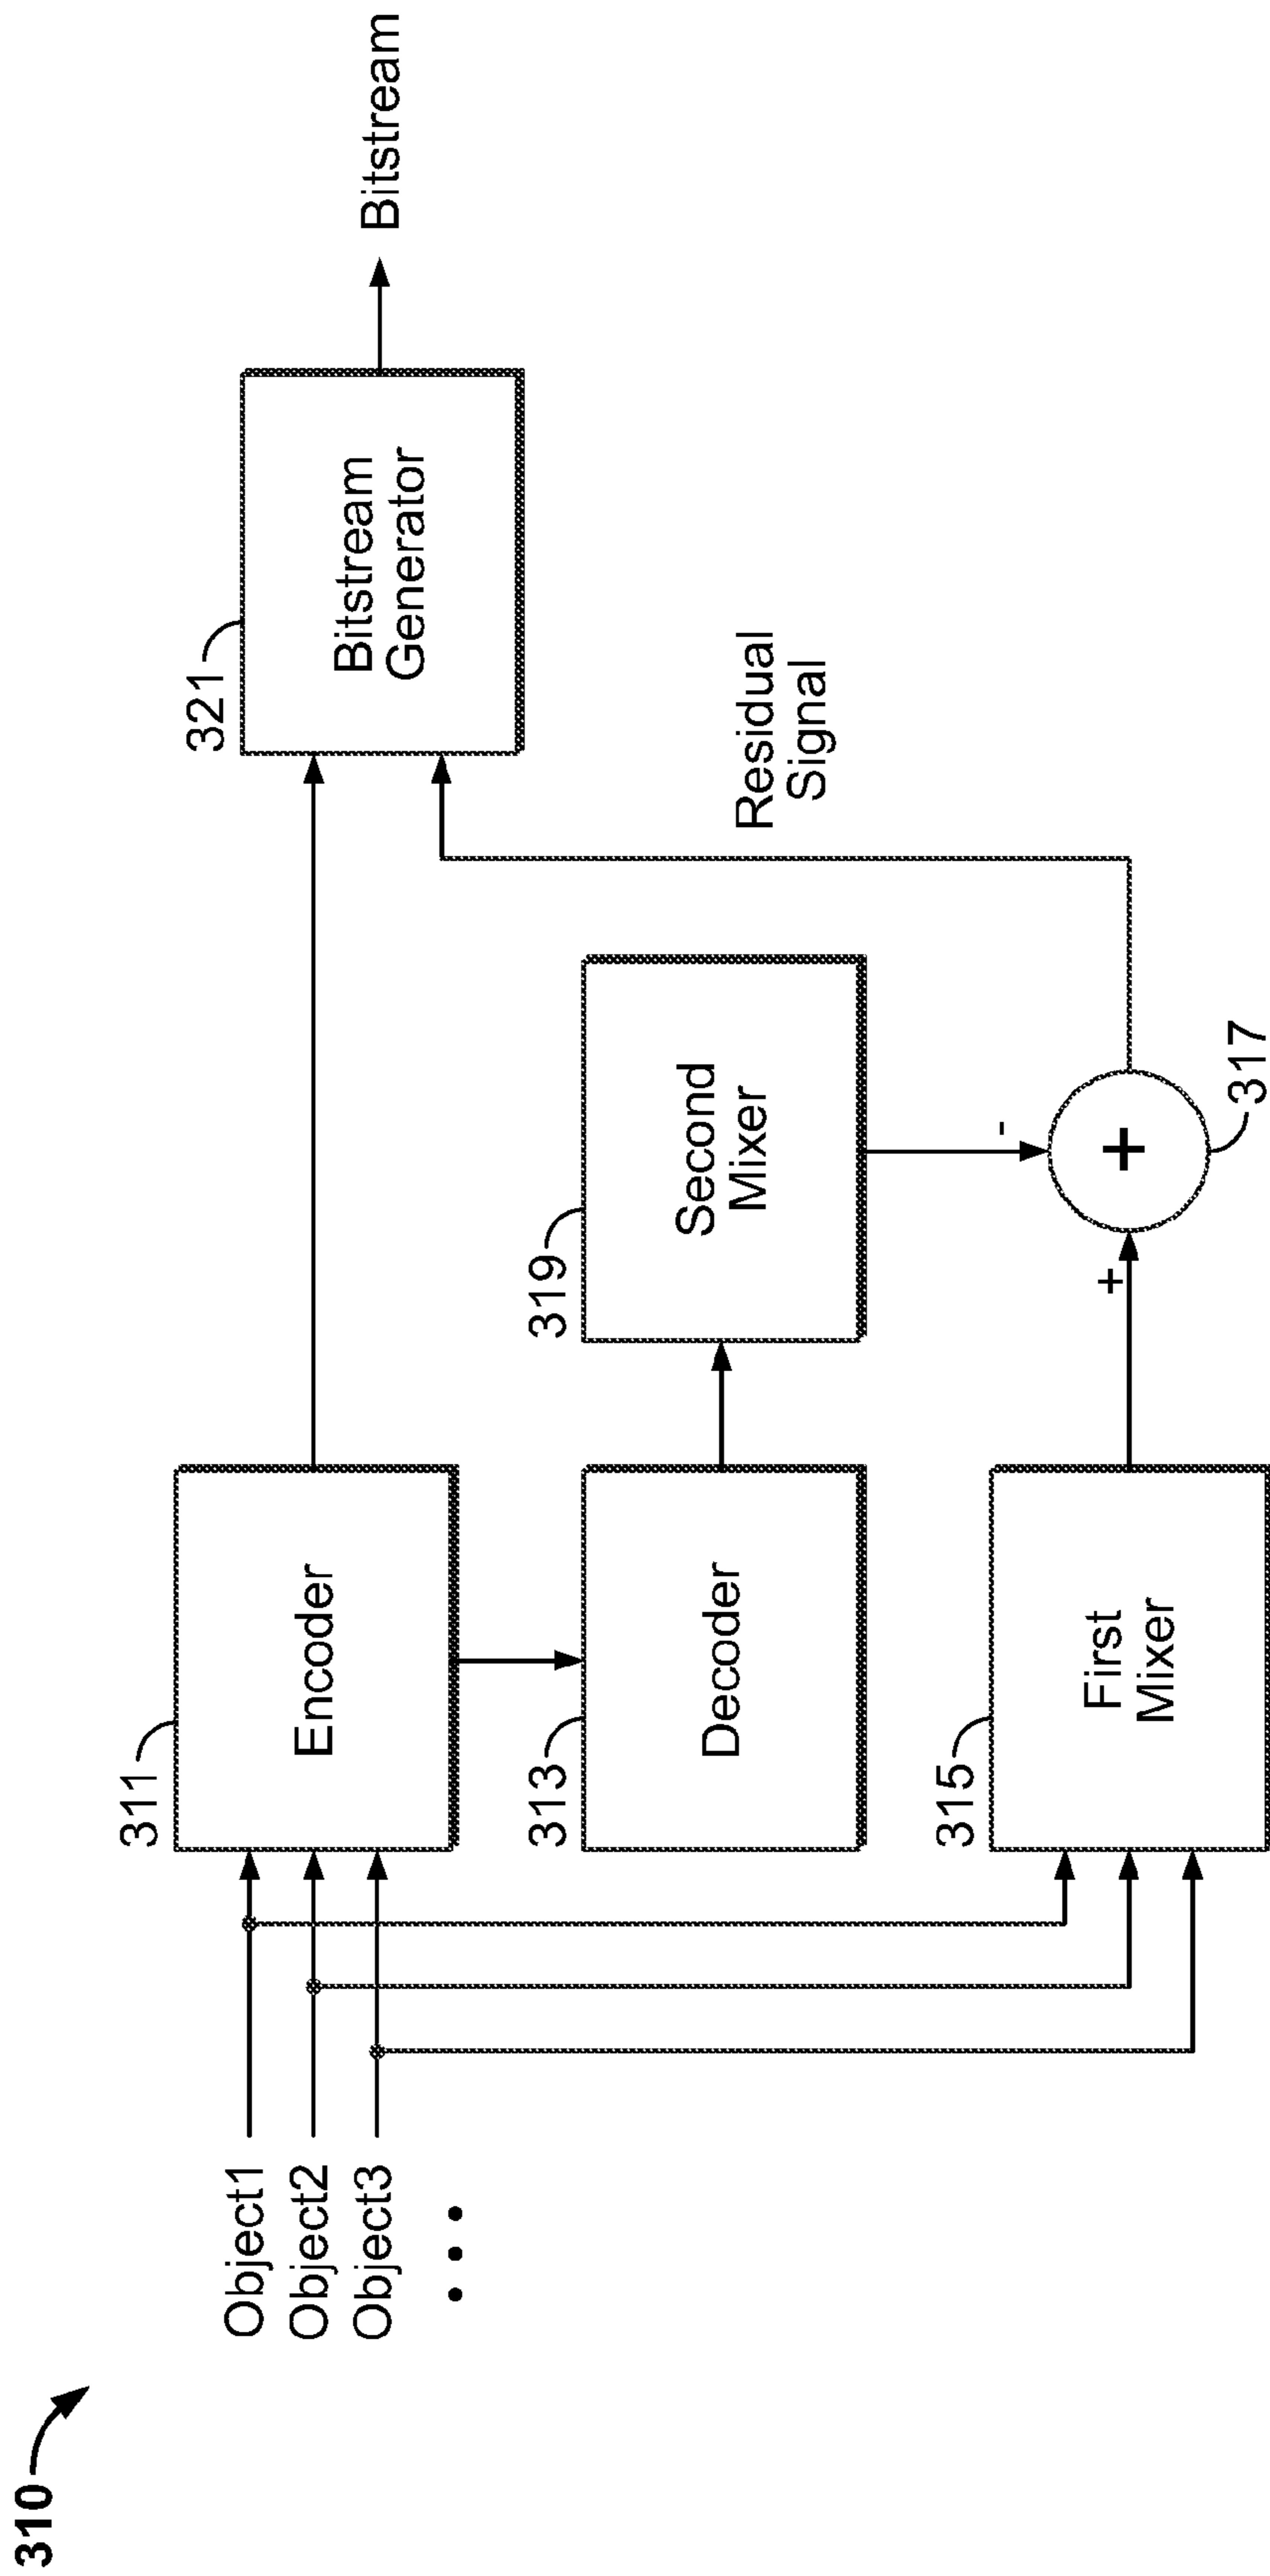 310
Object1
Object2
Object3
...
311
Encoder
313
Decoder
315
First
Mixer
319
Second
Mixer
+
-
+
317
Residual
Signal
321
Bitstream
Generator
Bitstream